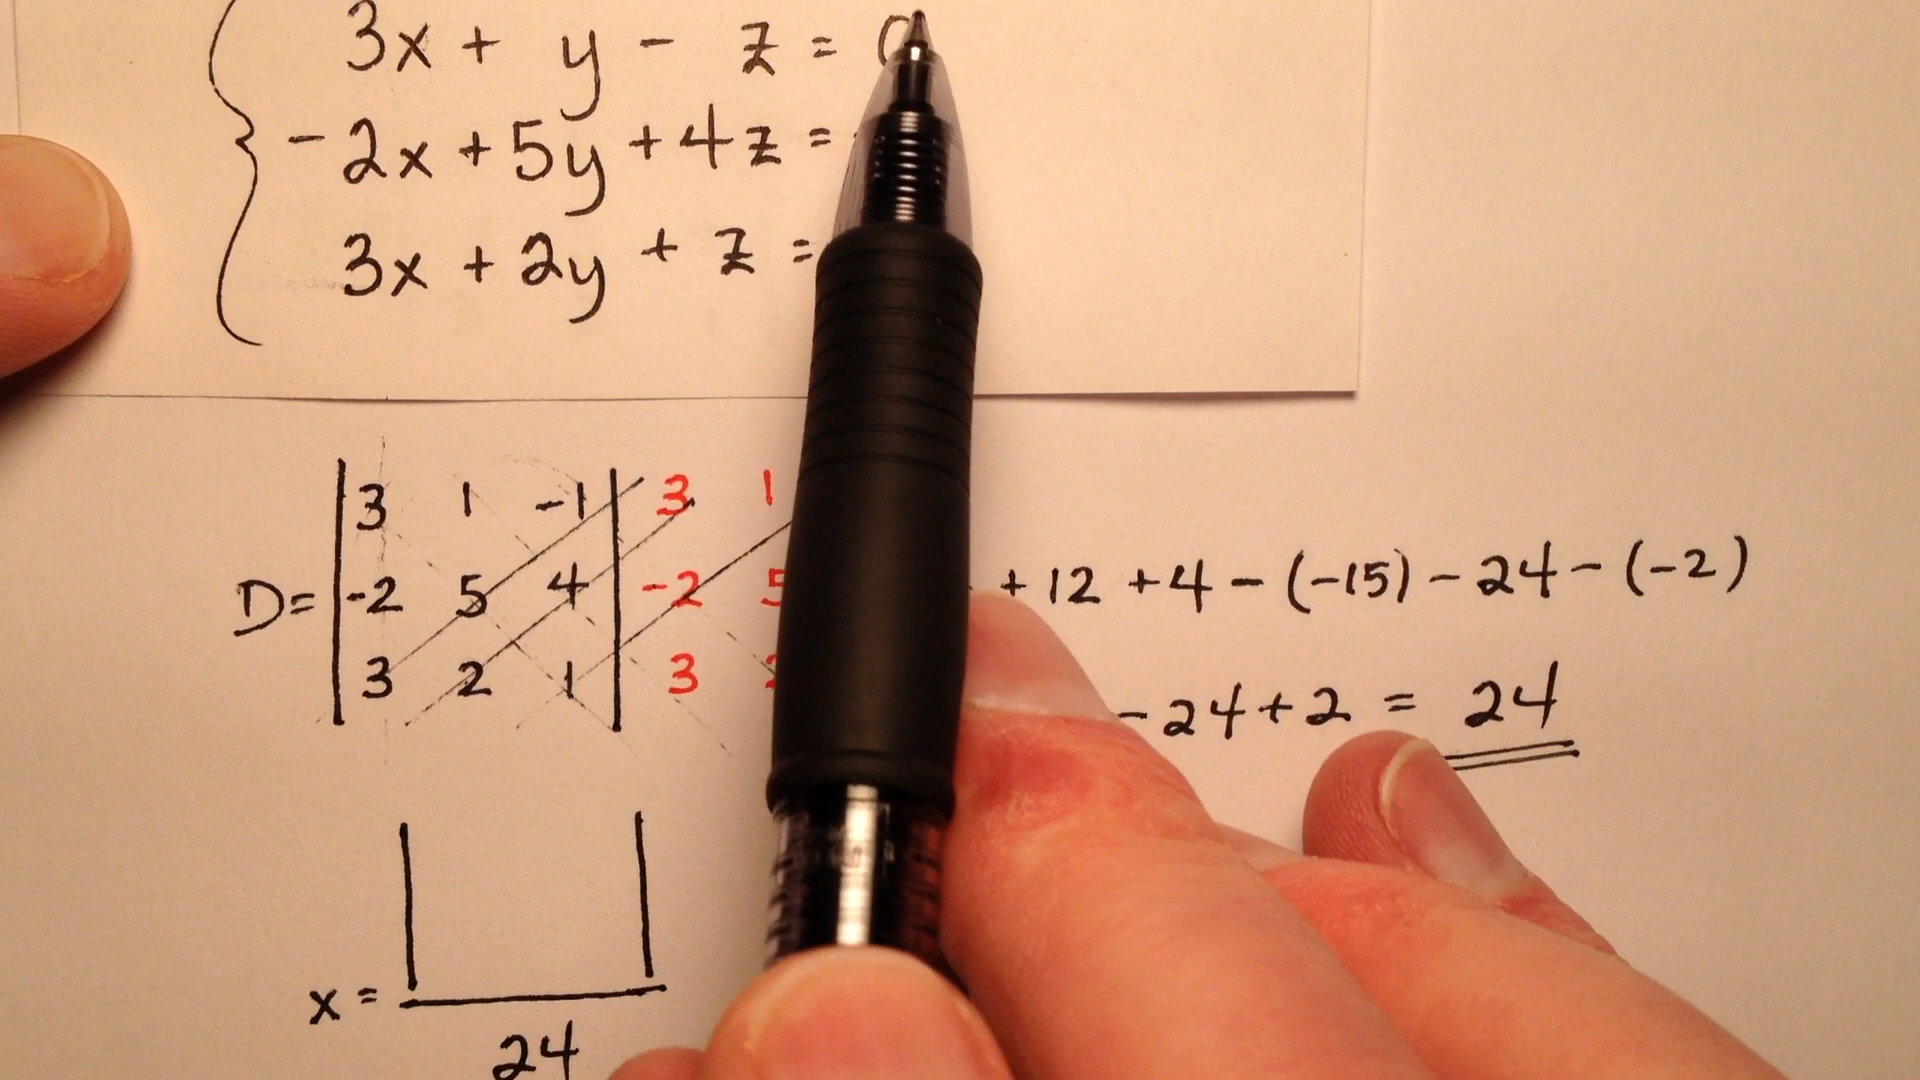 3x + y - z = 0
-2x + 5y + 4z =
3x + 2y + z =
3 1 -1 3 1
D = -2 5 4 -2 5 + 12 + 4 - (-15) - 24 - (-2)
3 2 1 3
- 24 + 2 = 24
x =
24